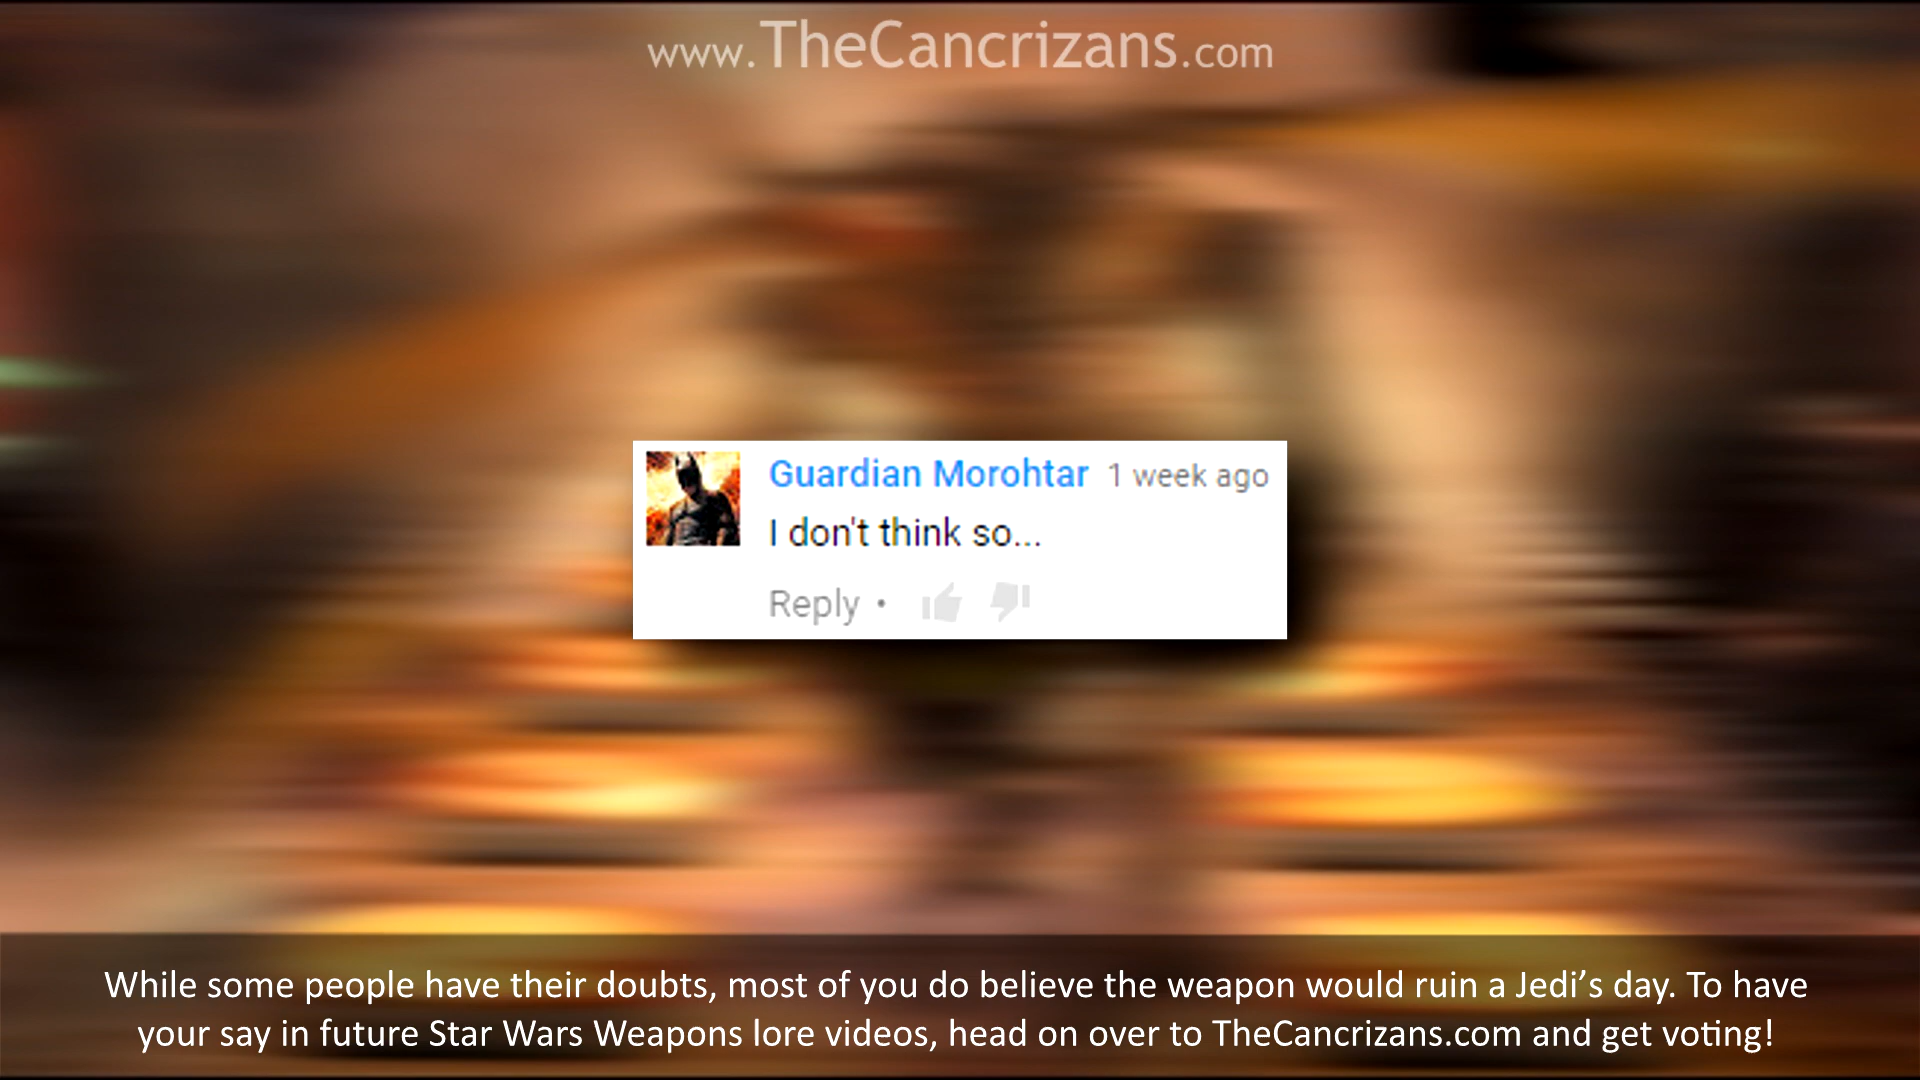 www.TheCancrizans.com
Guardian Morohtar 1 week ago
I don't think so...
Reply •
While some people have their doubts, most of you do believe the weapon would ruin a Jedi’s day. To have
your say in future Star Wars Weapons lore videos, head on over to TheCancrizans.com and get voting!